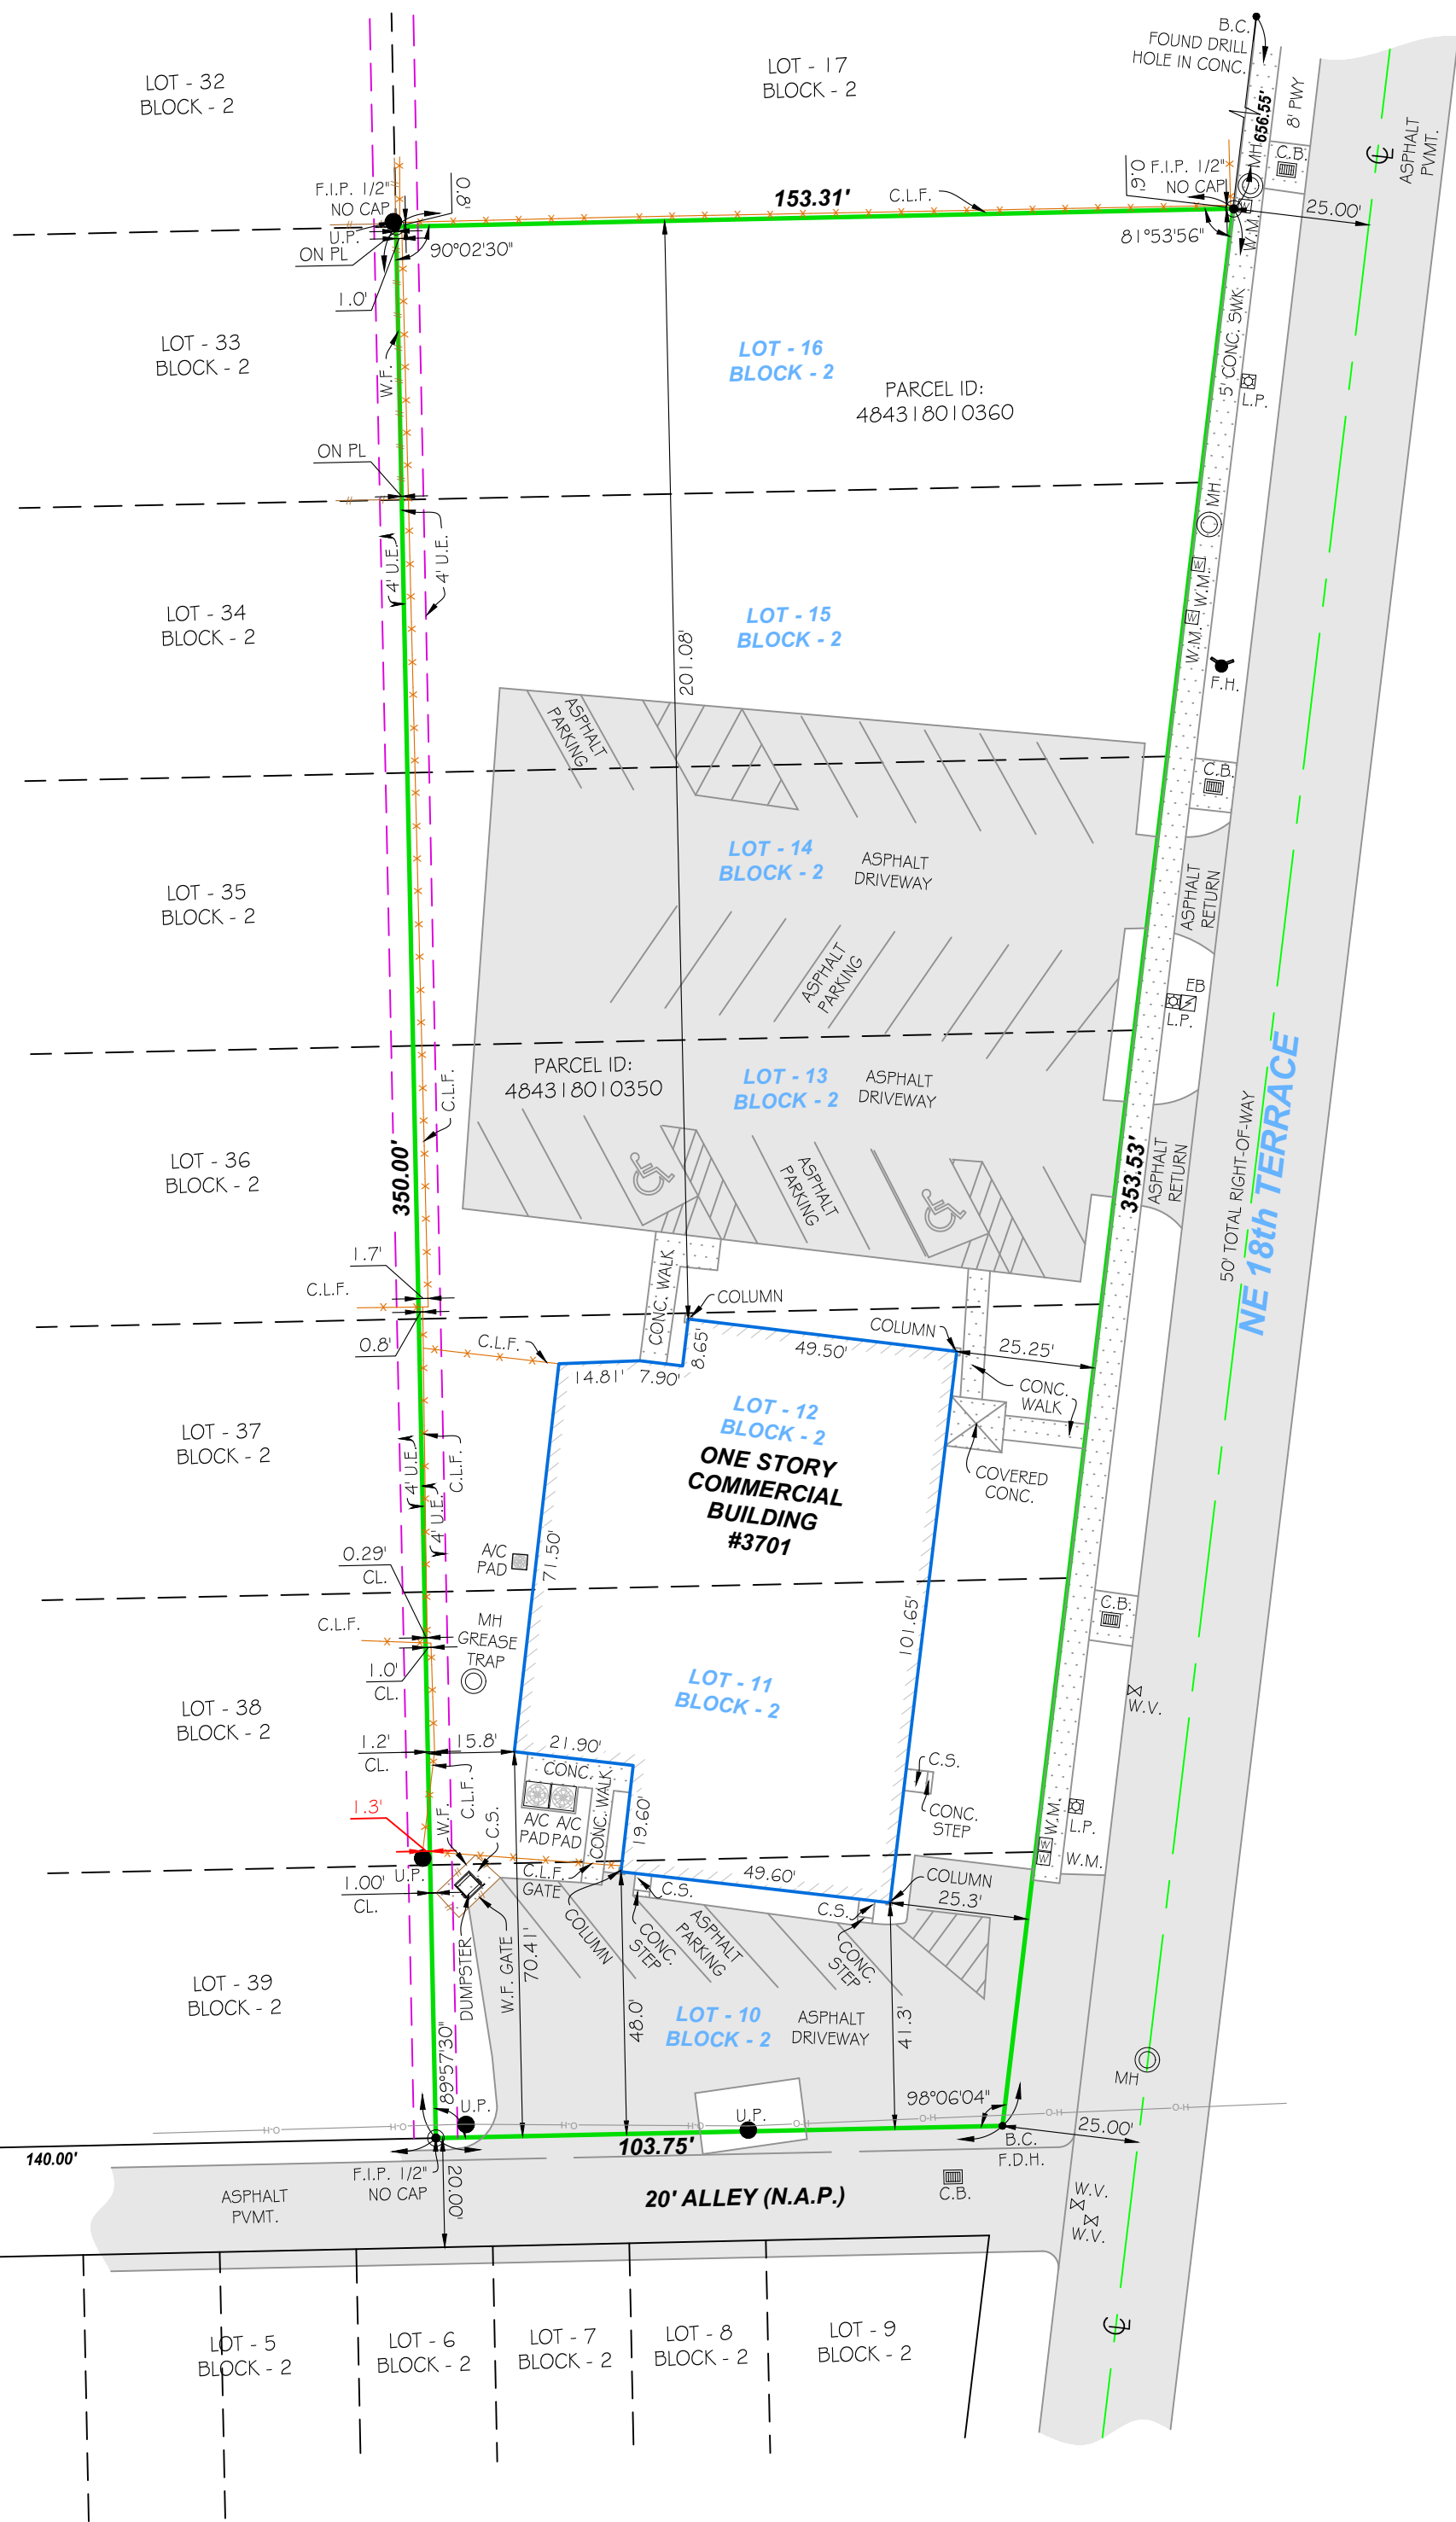 B.C.
FOUND DRILL
HOLE IN CONC.
656.55'
8' PWY
LOT - 32
BLOCK - 2
LOT - 17
BLOCK - 2
ASPHALT
PVMT.
MH
C.B.
F.I.P. 1/2"
NO CAP
0.8'
153.31'
C.L.F.
0.6'
F.I.P. 1/2"
NO CAP
W.M.
25.00'
U.P.
ON PL
90°02'30"
81°53'56"
1.0'
LOT - 33
BLOCK - 2
W.F.
LOT - 16
BLOCK - 2
PARCEL ID:
484318010360
5' CONC. SWK
L.P.
ON PL
MH
4' U.E.
4' U.E.
LOT - 34
BLOCK - 2
LOT - 15
BLOCK - 2
201.08'
W.M.
W.M.
F.H.
ASPHALT
PARKING
C.B.
LOT - 35
BLOCK - 2
LOT - 14
BLOCK - 2
ASPHALT
DRIVEWAY
ASPHALT
RETURN
ASPHALT
PARKING
EB
L.P.
PARCEL ID:
484318010350
LOT - 13
BLOCK - 2
ASPHALT
DRIVEWAY
C.L.F.
LOT - 36
BLOCK - 2
350.00'
ASPHALT
PARKING
353.53'
ASPHALT
RETURN
50' TOTAL RIGHT-OF-WAY
NE 18th TERRACE
1.7'
C.L.F.
CONC. WALK
COLUMN
COLUMN
0.8'
C.L.F.
14.81'
7.90'
8.65'
49.50'
25.25'
CONC.
WALK
LOT - 37
BLOCK - 2
LOT - 12
BLOCK - 2
ONE STORY
COMMERCIAL
BUILDING
#3701
COVERED
CONC.
4' U.E.
C.L.F.
4' U.E.
A/C
PAD
71.50'
0.29'
CL.
C.L.F.
MH
GREASE
TRAP
101.65'
C.B.
1.0'
CL.
LOT - 38
BLOCK - 2
LOT - 11
BLOCK - 2
W.V.
1.2'
CL.
15.8'
21.90'
C.L.F.
CONC.
C.S.
1.3'
W.F.
C.S.
A/C
PAD
A/C
PAD
CONC. WALK
19.60'
CONC.
STEP
W.M.
L.P.
W.M.
U.P.
1.00'
CL.
C.L.F.
GATE
49.60'
C.S.
C.S.
COLUMN
25.3'
COLUMN
CONC.
STEP
ASPHALT
PARKING
CONC.
STEP
DUMPSTER
W.F. GATE
70.41'
LOT - 39
BLOCK - 2
48.0'
LOT - 10
BLOCK - 2
ASPHALT
DRIVEWAY
41.3'
89°57'30"
98°06'04"
MH
U.P.
U.P.
O-H
O-H
O-H
O-H
O-H
O-H
O-H
140.00'
103.75'
B.C.
F.D.H.
25.00'
F.I.P. 1/2"
NO CAP
20.00'
ASPHALT
PVMT.
20' ALLEY (N.A.P.)
C.B.
W.V.
W.V.
LOT - 5
BLOCK - 2
LOT - 6
BLOCK - 2
LOT - 7
BLOCK - 2
LOT - 8
BLOCK - 2
LOT - 9
BLOCK - 2